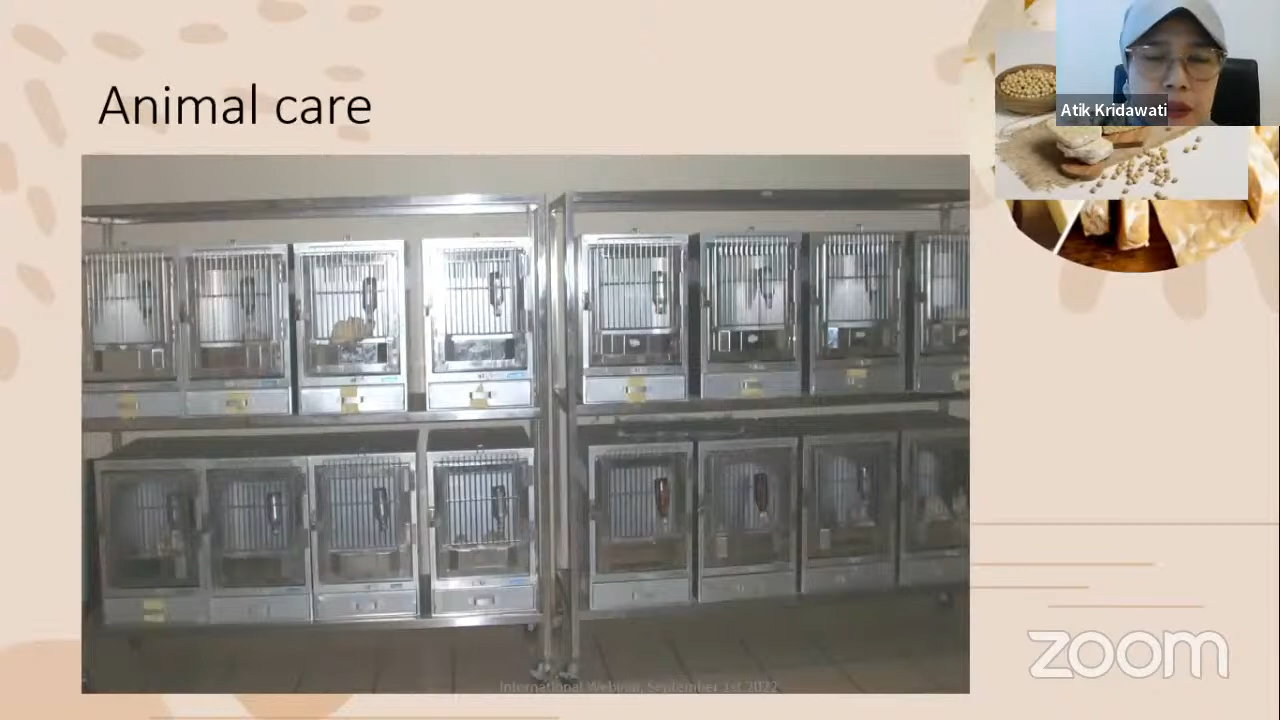 Animal care
Atik Kridawati
International Webinar, September 1st 2022
zoom